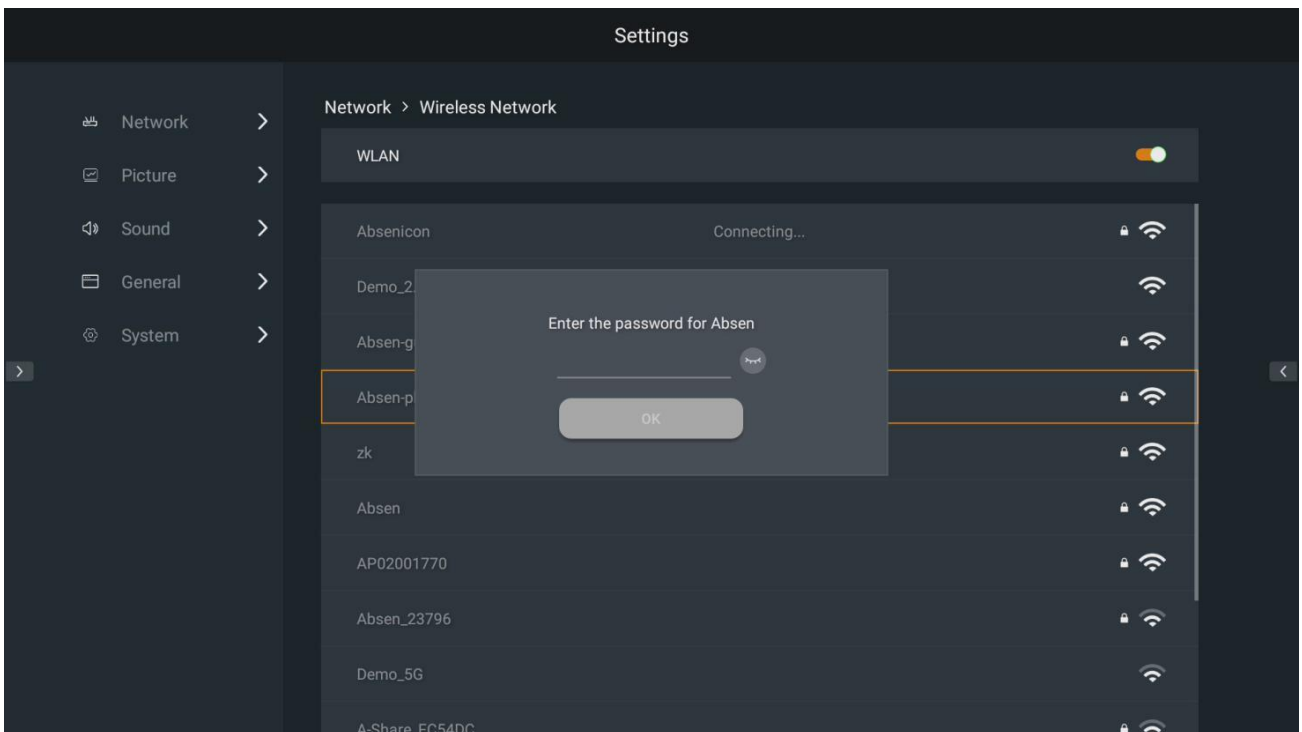 Settings
Network
Picture
Sound
General
System
Network > Wireless Network
WLAN
Absenicon Connecting...
Demo_2.
Absen-g
Absen-p
zk
Absen
AP02001770
Absen_23796
Demo_5G
A-Share_EC54DC
Enter the password for Absen
OK